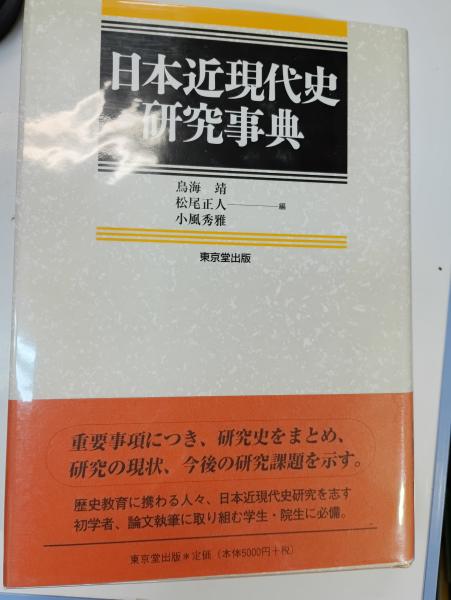 日本近現代史
研究事典
鳥海 靖
松尾正人――編
小風秀雅
東京堂出版
重要事項につき、研究史をまとめ、
研究の現状、今後の研究課題を示す。
歴史教育に携わる人々、日本近現代史研究を志す
初学者、論文執筆に取り組む学生・院生に必備。
東京堂出版*定価（本体5000円+税）